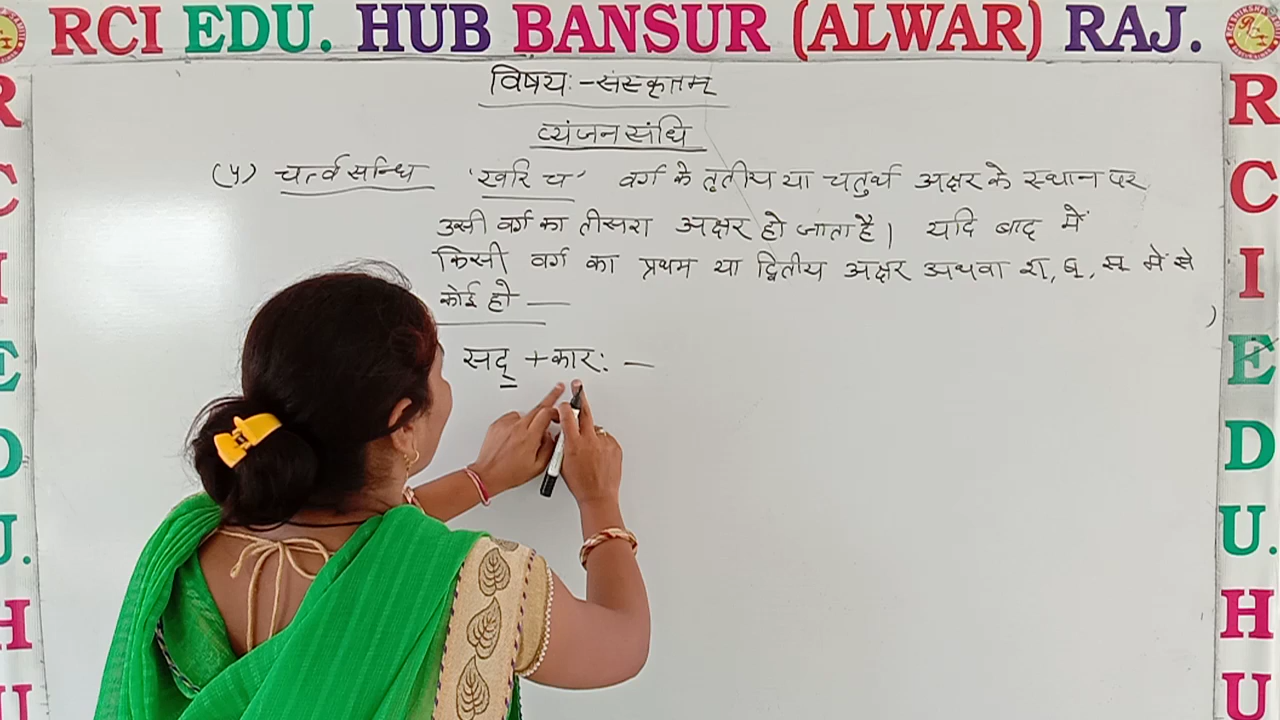 RCI EDU. HUB BANSUR (ALWAR) RAJ.
विषयः - संस्कृतम्
व्यंजन संधि
(५) चर्त्व सन्धि 'खरि च' वर्ग के तृतीय या चतुर्थ अक्षर के स्थान पर
उसी वर्ग का तीसरा अक्षर हो जाता है। यदि बाद में
किसी वर्ग का प्रथम या द्वितीय अक्षर अथवा श्, ष्, स् में से
कोई हो —
सद् + कारः —
R
C
I
E
D
U.
H
U
R
C
I
E
D
U.
H
U